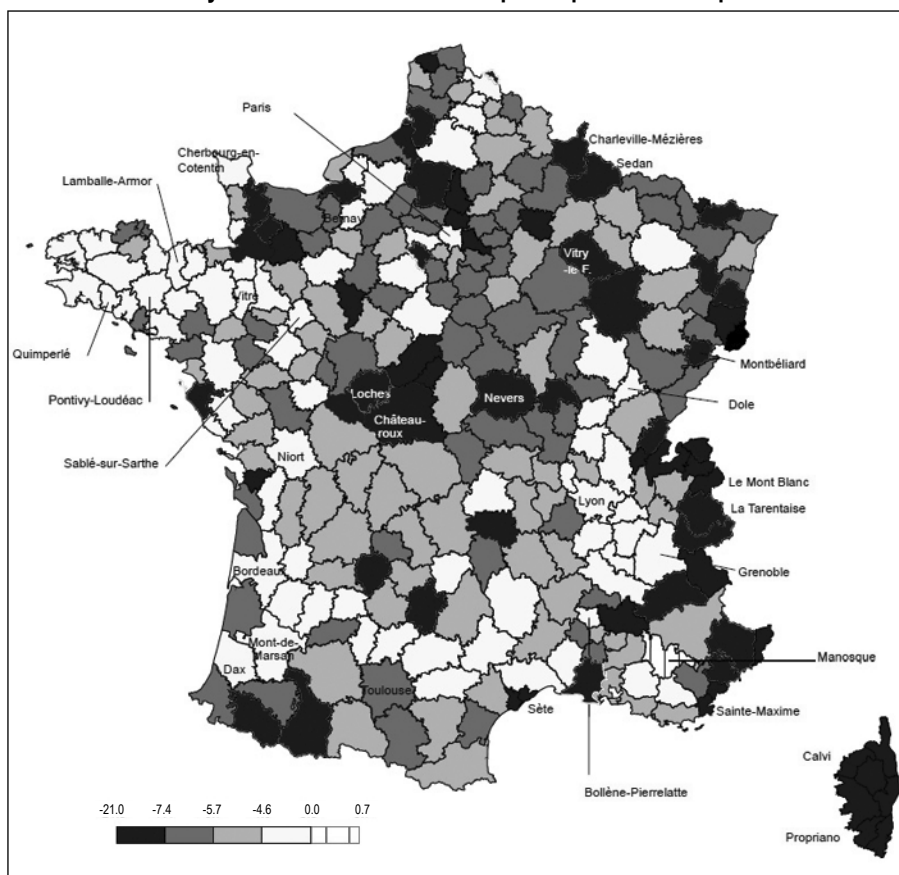 Paris
Charleville-Mézières
Sedan
Cherbourg-en-
Cotentin
Lamballe-Armor
Bernay
Vitry
-le F.
Vitré
Quimperlé
Montbéliard
Pontivy-Loudéac
Loches
Nevers
Dole
Château-
roux
Sablé-sur-Sarthe
Niort
Le Mont Blanc
Lyon
La Tarentaise
Bordeaux
Grenoble
Mont-de-
Marsan
Manosque
Dax
Toulouse
Sète
Sainte-Maxime
Calvi
Bollène-Pierrelatte
-21.0 -7.4 -5.7 -4.6 0.0 0.7
Propriano